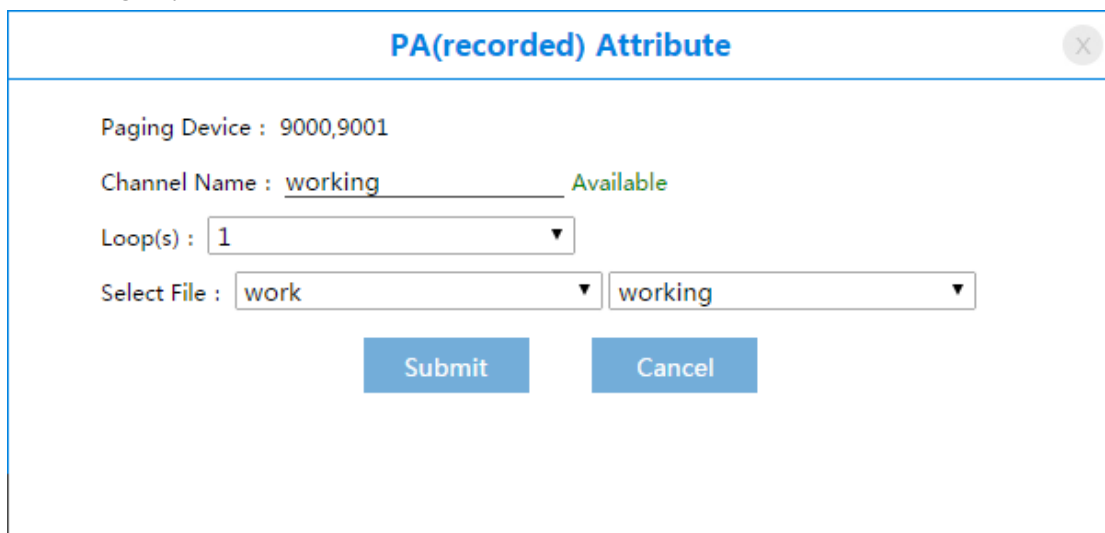 PA(recorded) Attribute X
Paging Device : 9000,9001
Channel Name : working Available
Loop(s) : 1
Select File : work working
Submit Cancel